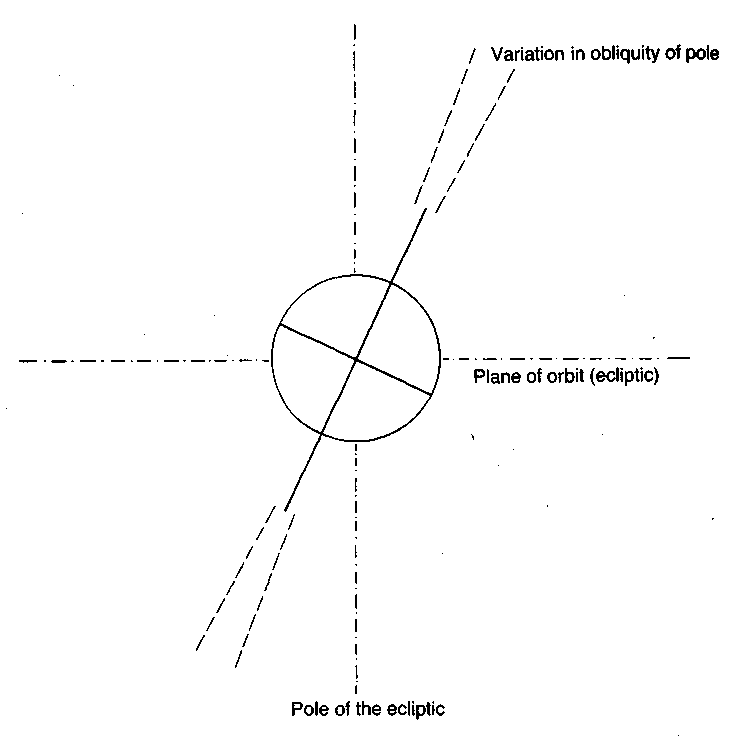 Variation in obliquity of pole
Plane of orbit (ecliptic)
Pole of the ecliptic